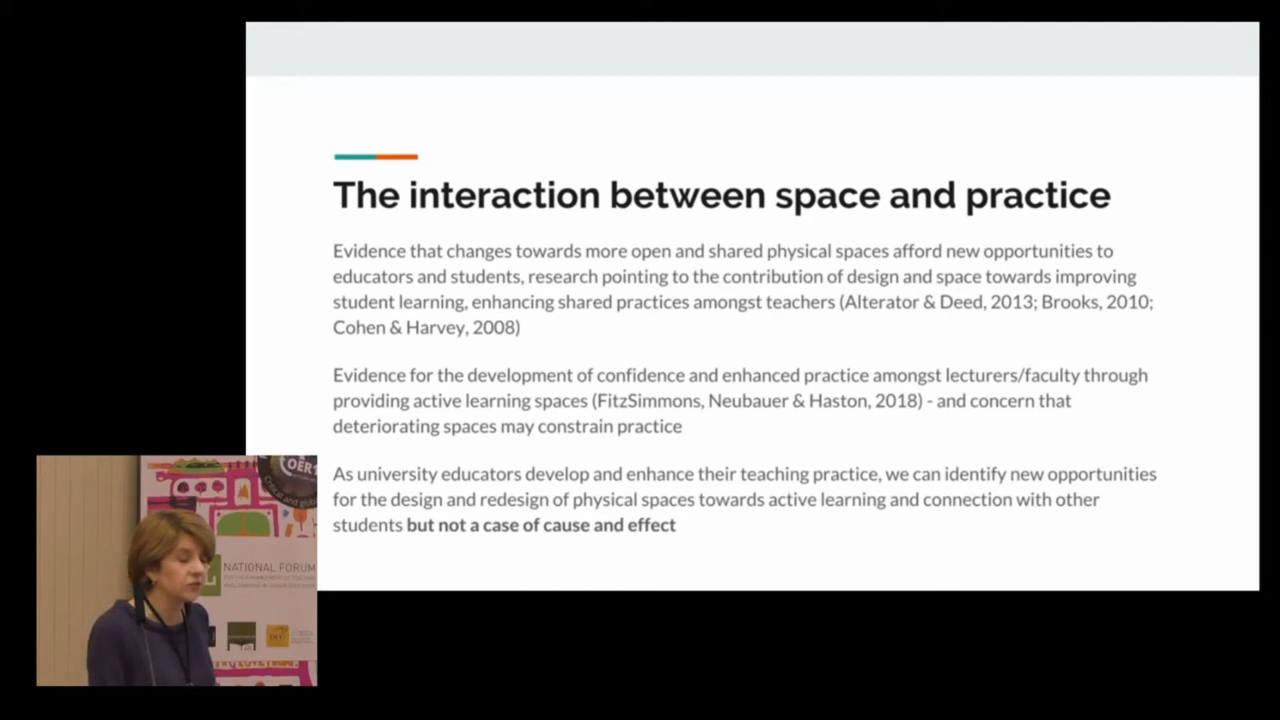 The interaction between space and practice
Evidence that changes towards more open and shared physical spaces afford new opportunities to
educators and students, research pointing to the contribution of design and space towards improving
student learning, enhancing shared practices amongst teachers (Alterator & Deed, 2013; Brooks, 2010;
Cohen & Harvey, 2008)
Evidence for the development of confidence and enhanced practice amongst lecturers/faculty through
providing active learning spaces (FitzSimmons, Neubauer & Haston, 2018) - and concern that
deteriorating spaces may constrain practice
As university educators develop and enhance their teaching practice, we can identify new opportunities
for the design and redesign of physical spaces towards active learning and connection with other
students but not a case of cause and effect
NATIONAL FORUM